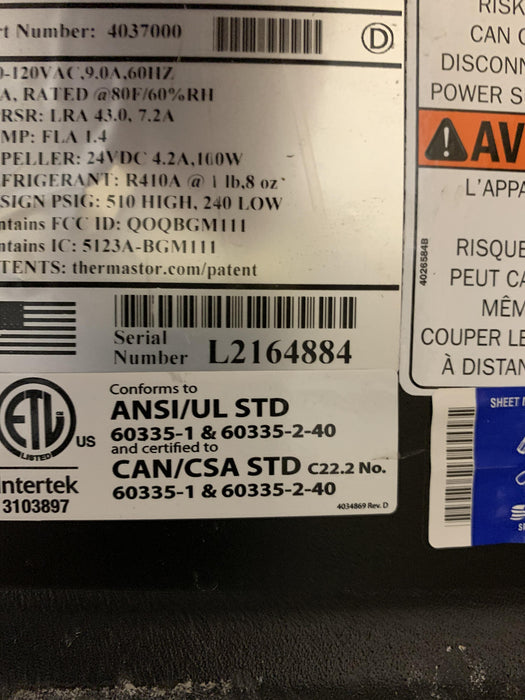 rt Number: 4037000
D
0-120VAC,9.0A,60HZ
A, RATED @80F/60%RH
RSR: LRA 43.0, 7.2A
MP: FLA 1.4
PELLER: 24VDC 4.2A,160W
FRIGERANT: R410A @ 1 lb,8 oz
SIGN PSIG: 510 HIGH, 240 LOW
ntains FCC ID: QOQBGM111
ntains IC: 5123A-BGM111
TENTS: thermastor.com/patent
Serial
Number L2164884
ETL
LISTED
US
Intertek
3103897
Conforms to
ANSI/UL STD
60335-1 & 60335-2-40
and certified to
CAN/CSA STD C22.2 No.
60335-1 & 60335-2-40
4034869 Rev. D
RISK
CAN C
DISCONN
POWER S
AV
L'APPA
RISQUE
PEUT CA
MÊM
COUPER LE
À DISTAN
4026584B
SHEET